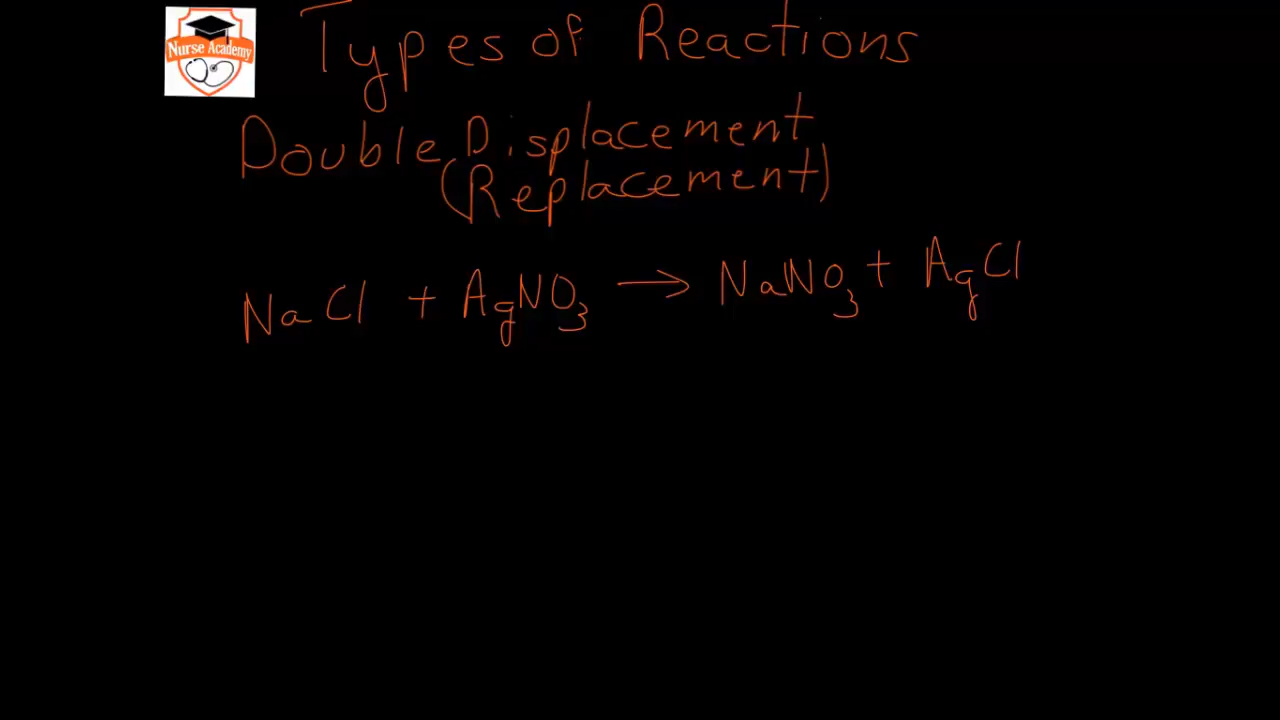 Nurse Academy
Types of Reactions
Double Displacement
(Replacement)
NaCl + AgNO₃ → NaNO₃ + AgCl